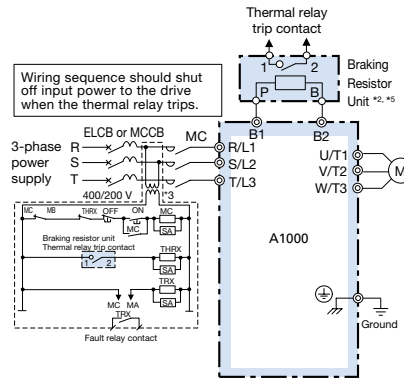 Thermal relay
trip contact
1 2
Braking
Resistor
Unit *2, *5
P B
Wiring sequence should shut
off input power to the drive
when the thermal relay trips.
B1 B2
ELCB or MCCB MC
3-phase
power
supply
R R/L1
S S/L2
T T/L3
400/200 V *3
U/T1
V/T2
W/T3
M
A1000
MC MB THRX OFF ON MC
MC SA
Braking resistor unit
Thermal relay trip contact
1 2
THRX
SA
TRX
SA
MC MA
TRX
Fault relay contact
Ground